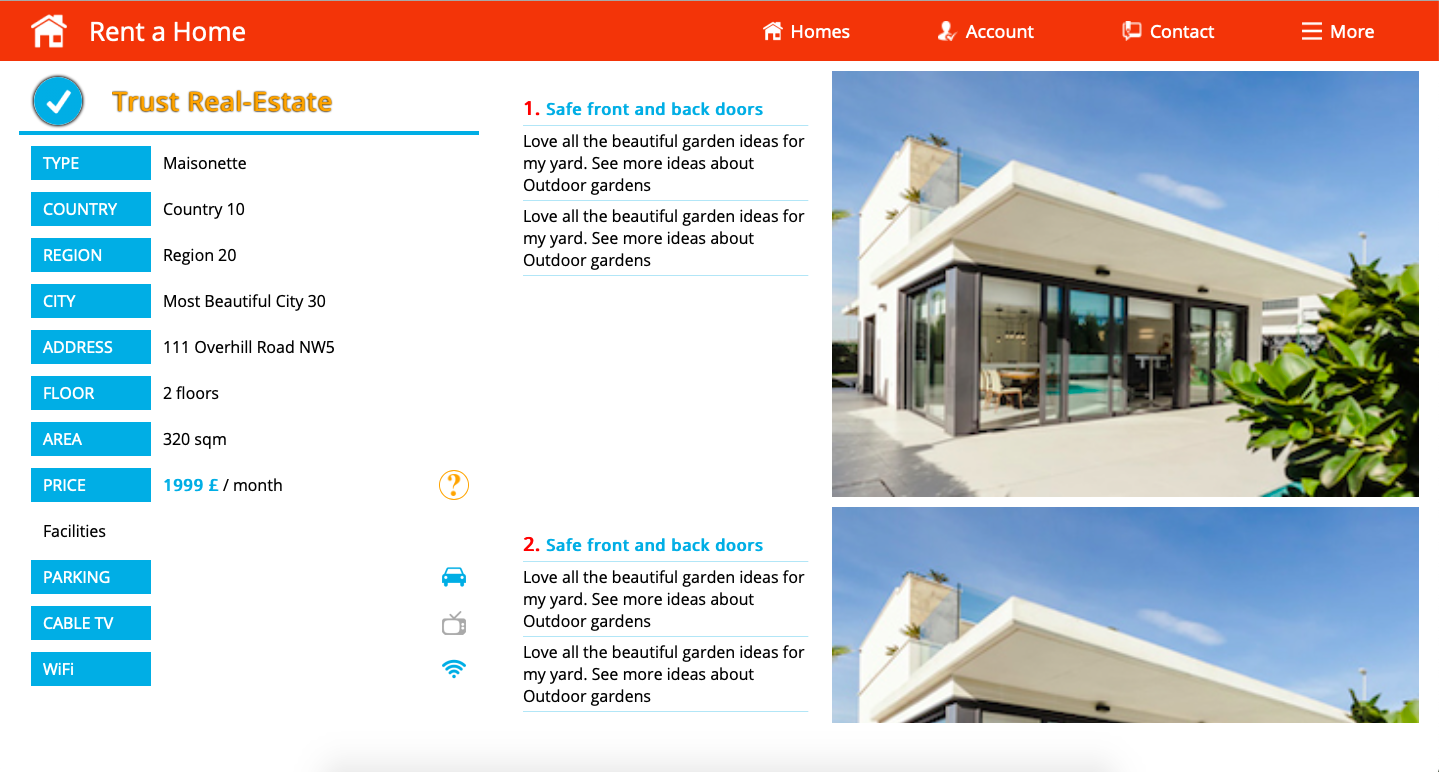 Rent a Home
Homes
Account
Contact
More
Trust Real-Estate
TYPE Maisonette
COUNTRY Country 10
REGION Region 20
CITY Most Beautiful City 30
ADDRESS 111 Overhill Road NW5
FLOOR 2 floors
AREA 320 sqm
PRICE 1999 £ / month ?
Facilities
PARKING
CABLE TV
WiFi
1. Safe front and back doors
Love all the beautiful garden ideas for
my yard. See more ideas about
Outdoor gardens
Love all the beautiful garden ideas for
my yard. See more ideas about
Outdoor gardens
2. Safe front and back doors
Love all the beautiful garden ideas for
my yard. See more ideas about
Outdoor gardens
Love all the beautiful garden ideas for
my yard. See more ideas about
Outdoor gardens